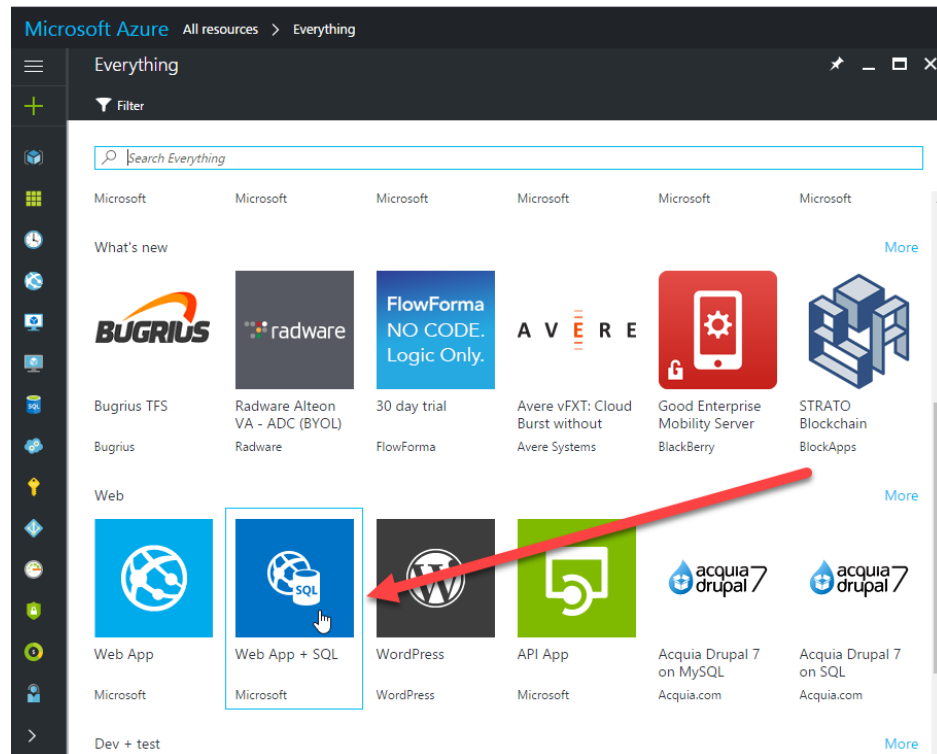 Microsoft Azure All resources > Everything
Everything
Filter
Search Everything
Microsoft Microsoft Microsoft Microsoft Microsoft Microsoft
What's new More
BUGRIUS radware FlowForma NO CODE. Logic Only. AVERE
Bugrius TFS Radware Alteon VA - ADC (BYOL) 30 day trial Avere vFXT: Cloud Burst without Good Enterprise Mobility Server STRATO Blockchain
Bugrius Radware FlowForma Avere Systems BlackBerry BlockApps
Web More
SQL acquia drupal 7 acquia drupal 7
SQL
Web App Web App + SQL WordPress API App Acquia Drupal 7 on MySQL Acquia Drupal 7 on SQL
Microsoft Microsoft WordPress Microsoft Acquia.com Acquia.com
Dev + test More